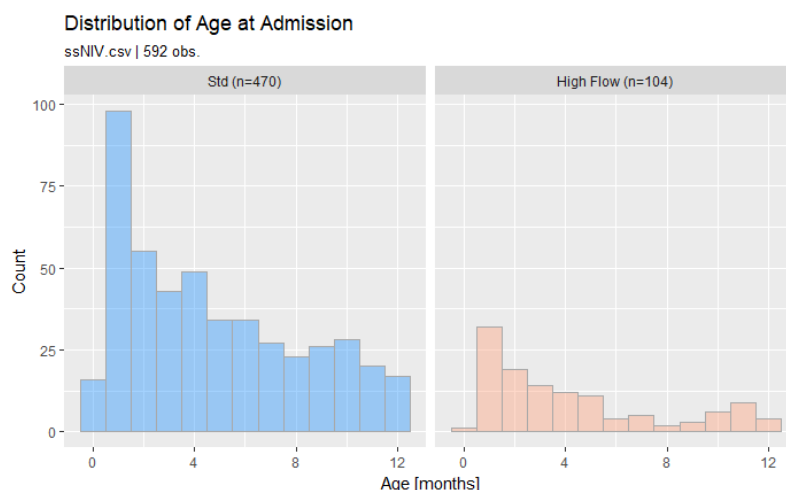 Distribution of Age at Admission
ssNIV.csv | 592 obs.
Std (n=470)
High Flow (n=104)
100
75
50
25
0
Count
0 4 8 12
0 4 8 12
Age [months]